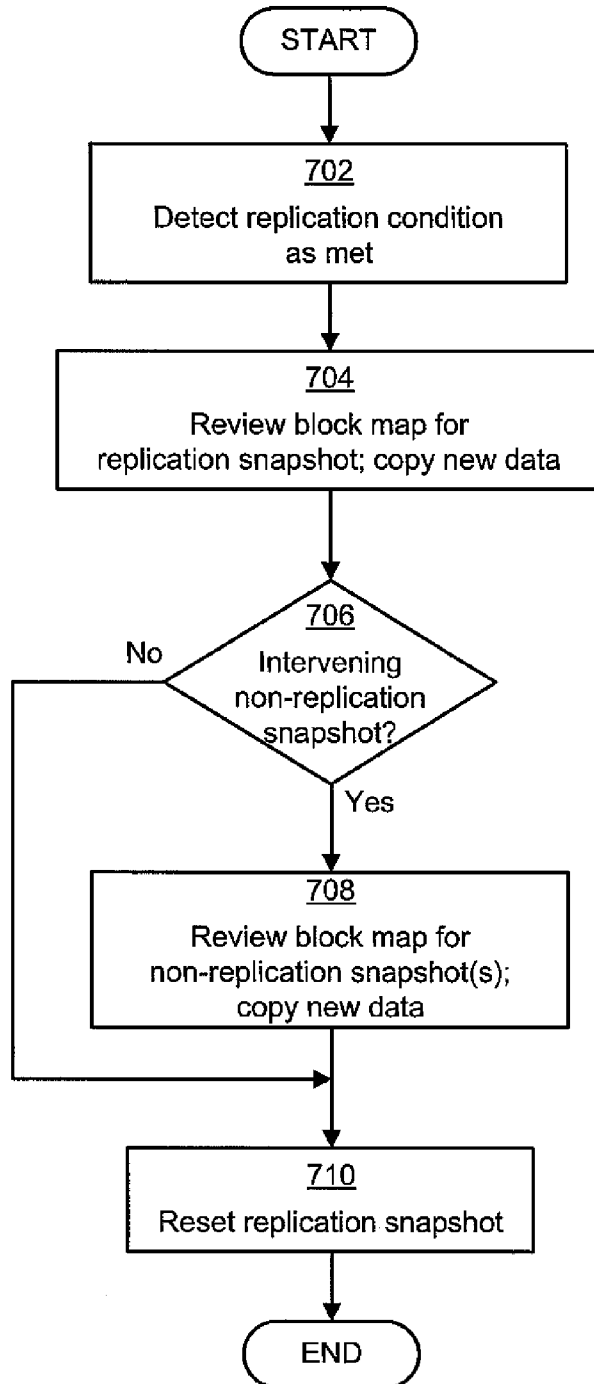 START
702
Detect replication condition
as met
704
Review block map for
replication snapshot; copy new data
706
Intervening
non-replication
snapshot?
No
Yes
708
Review block map for
non-replication snapshot(s);
copy new data
710
Reset replication snapshot
END